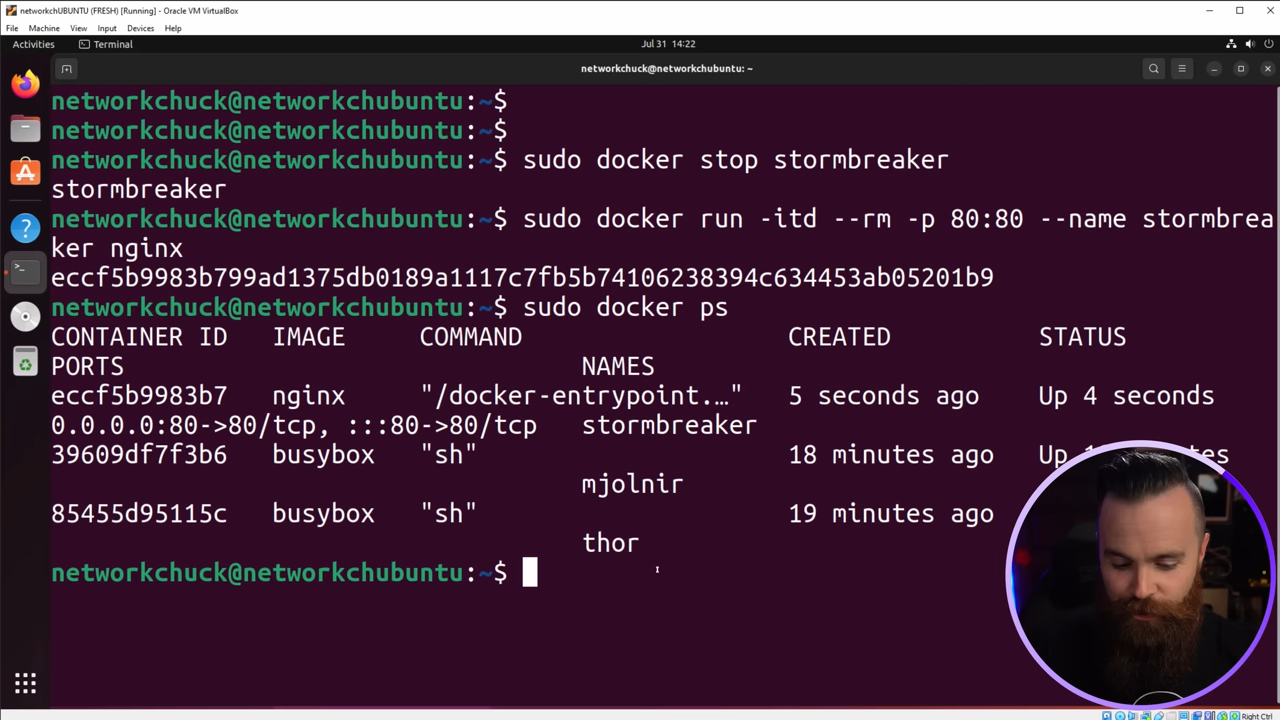 networkchUBUNTU (FRESH) [Running] - Oracle VM VirtualBox
File Machine View Input Devices Help
Activities Terminal Jul 31 14:22
networkchuck@networkchubuntu: ~
networkchuck@networkchubuntu:~$
networkchuck@networkchubuntu:~$
networkchuck@networkchubuntu:~$ sudo docker stop stormbreaker
stormbreaker
networkchuck@networkchubuntu:~$ sudo docker run -itd --rm -p 80:80 --name stormbrea
ker nginx
eccf5b9983b799ad1375db0189a1117c7fb5b74106238394c634453ab05201b9
networkchuck@networkchubuntu:~$ sudo docker ps
CONTAINER ID IMAGE COMMAND CREATED STATUS
PORTS NAMES
eccf5b9983b7 nginx "/docker-entrypoint.…" 5 seconds ago Up 4 seconds
0.0.0.0:80->80/tcp, :::80->80/tcp stormbreaker
39609df7f3b6 busybox "sh" 18 minutes ago Up
mjolnir
85455d95115c busybox "sh" 19 minutes ago
thor
networkchuck@networkchubuntu:~$
Right Ctrl